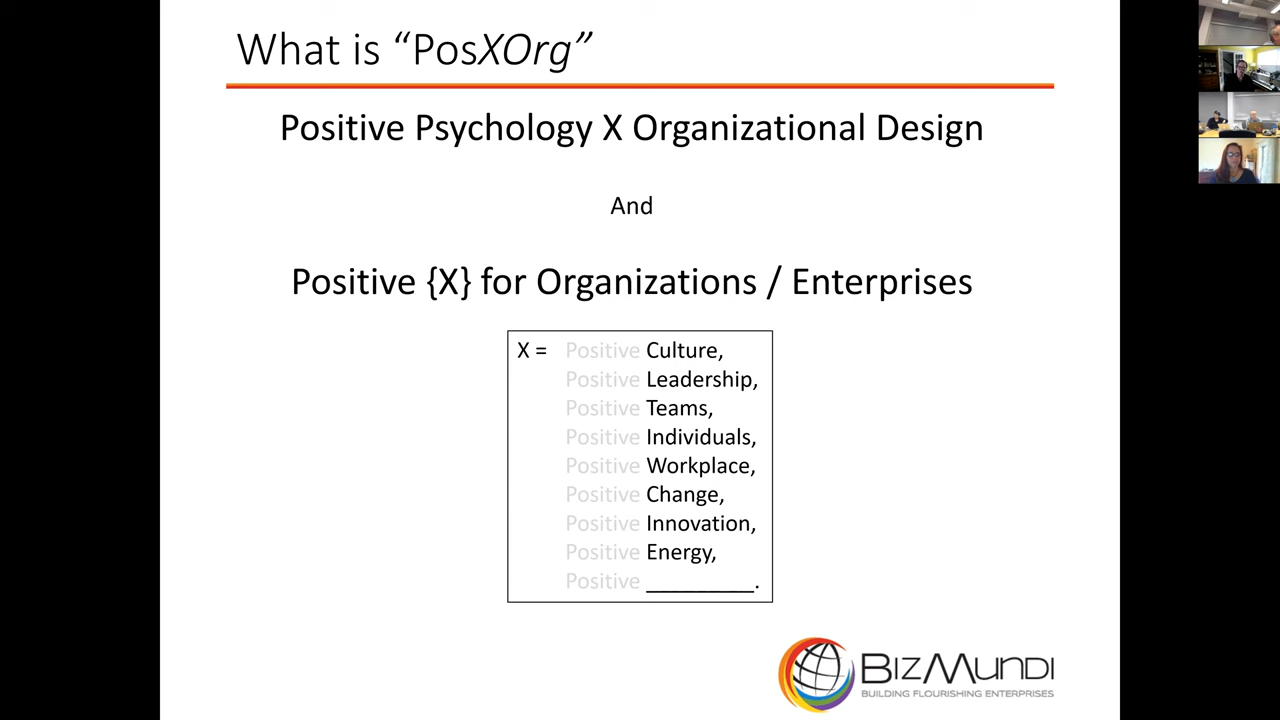 What is “PosXOrg”
Positive Psychology X Organizational Design
And
Positive {X} for Organizations / Enterprises
X = Positive Culture,
Positive Leadership,
Positive Teams,
Positive Individuals,
Positive Workplace,
Positive Change,
Positive Innovation,
Positive Energy,
Positive _________.
BIZMUNDI
BUILDING FLOURISHING ENTERPRISES